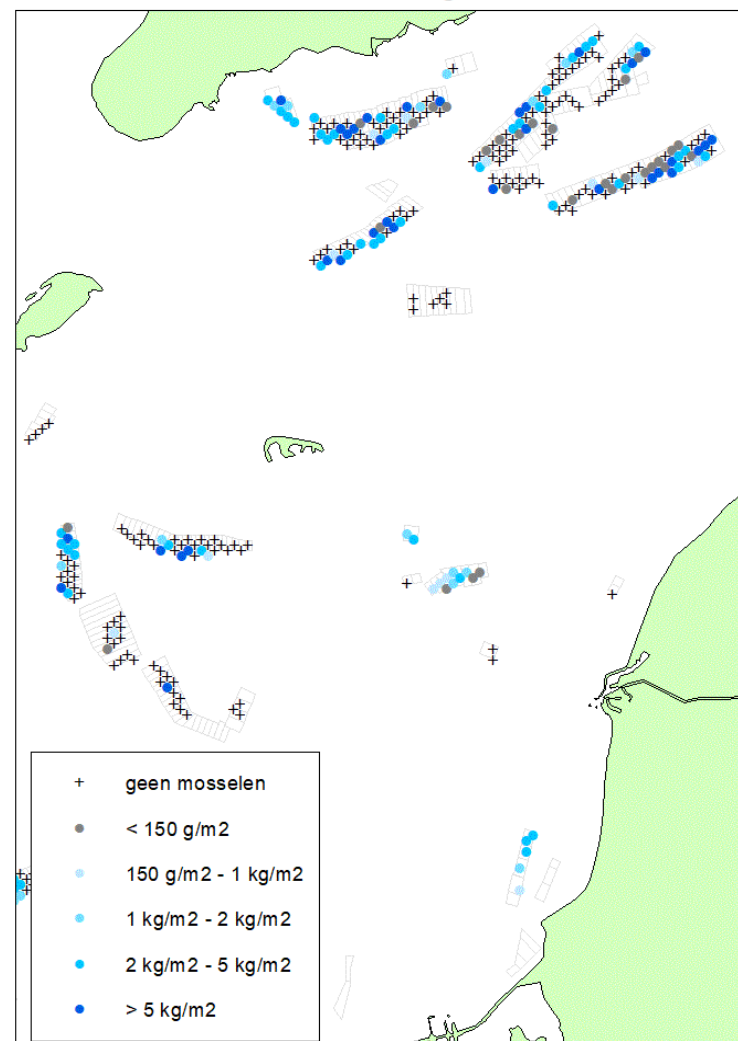 geen mosselen
< 150 g/m2
150 g/m2 - 1 kg/m2
1 kg/m2 - 2 kg/m2
2 kg/m2 - 5 kg/m2
> 5 kg/m2